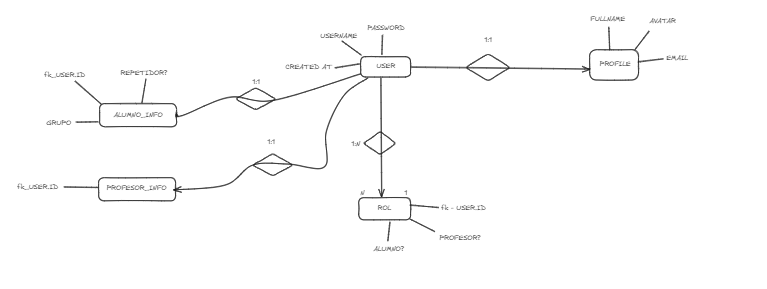 FULLNAME
AVATAR
PASSWORD
USERNAME
1:1
EMAIL
CREATED AT
USER
PROFILE
fk_USER.ID
REPETIDOR?
1:1
ALUMNO_INFO
GRUPO
1:1
1:N
fk_USER.ID
PROFESOR_INFO
N
1
ROL
fk - USER.ID
PROFESOR?
ALUMNO?